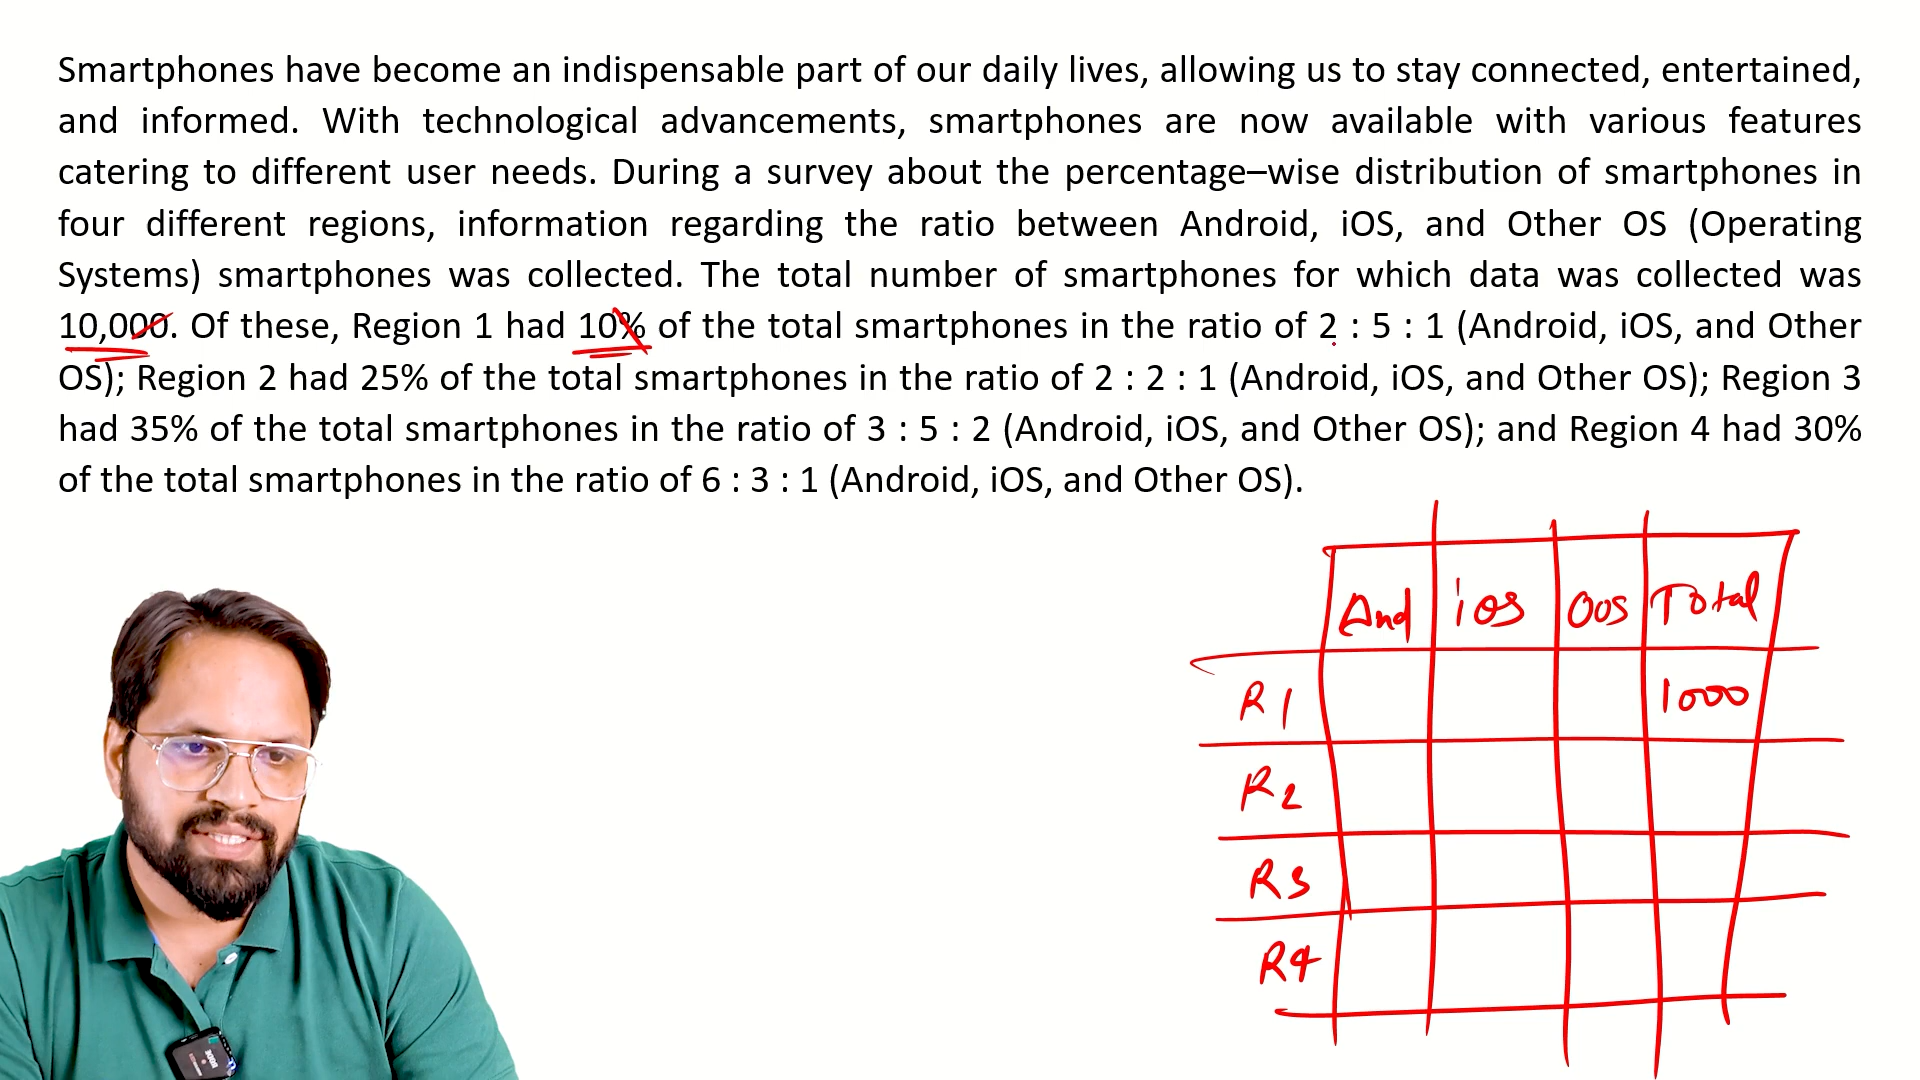 Smartphones have become an indispensable part of our daily lives, allowing us to stay connected, entertained,
and informed. With technological advancements, smartphones are now available with various features
catering to different user needs. During a survey about the percentage–wise distribution of smartphones in
four different regions, information regarding the ratio between Android, iOS, and Other OS (Operating
Systems) smartphones was collected. The total number of smartphones for which data was collected was
10,000. Of these, Region 1 had 10% of the total smartphones in the ratio of 2 : 5 : 1 (Android, iOS, and Other
OS); Region 2 had 25% of the total smartphones in the ratio of 2 : 2 : 1 (Android, iOS, and Other OS); Region 3
had 35% of the total smartphones in the ratio of 3 : 5 : 2 (Android, iOS, and Other OS); and Region 4 had 30%
of the total smartphones in the ratio of 6 : 3 : 1 (Android, iOS, and Other OS).
And iOS OOS Total
R1 1000
R2
R3
R4